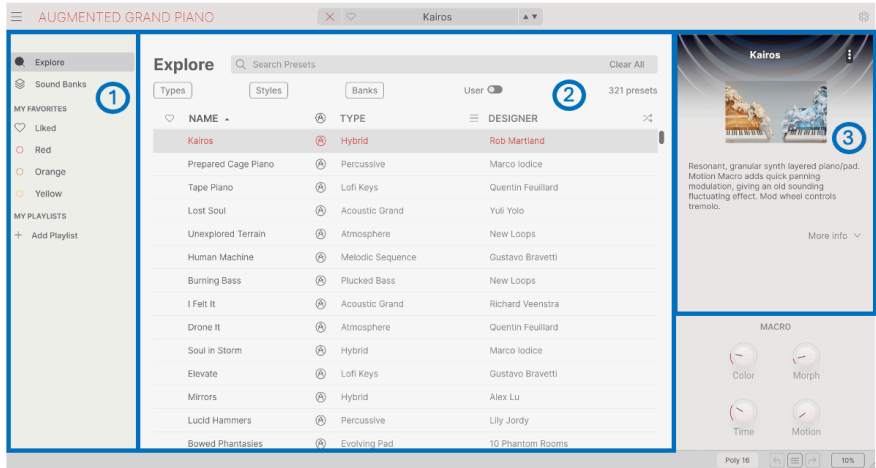 AUGMENTED GRAND PIANO
Kairos
Explore
Sound Banks
1
MY FAVORITES
Liked
Red
Orange
Yellow
MY PLAYLISTS
Add Playlist
Explore
Search Presets
Clear All
Types
Styles
Banks
User
2
321 presets
NAME TYPE DESIGNER
Kairos Hybrid Rob Martland
Prepared Cage Piano Percussive Marco Iodice
Tape Piano Lofi Keys Quentin Feuillard
Lost Soul Acoustic Grand Yuli Yolo
Unexplored Terrain Atmosphere New Loops
Human Machine Melodic Sequence Gustavo Bravetti
Burning Bass Plucked Bass New Loops
I Felt It Acoustic Grand Richard Veenstra
Drone It Atmosphere Quentin Feuillard
Soul in Storm Hybrid Marco Iodice
Elevate Lofi Keys Gustavo Bravetti
Mirrors Hybrid Alex Lu
Lucid Hammers Percussive Lily Jordy
Bowed Phantasies Evolving Pad 10 Phantom Rooms
Kairos
3
Resonant, granular synth layered piano/pad.
Motion Macro adds quick panning
modulation, giving an old sounding
fluctuating effect. Mod wheel controls
tremolo.
More info
MACRO
Color Morph
Time Motion
Poly 16
10%